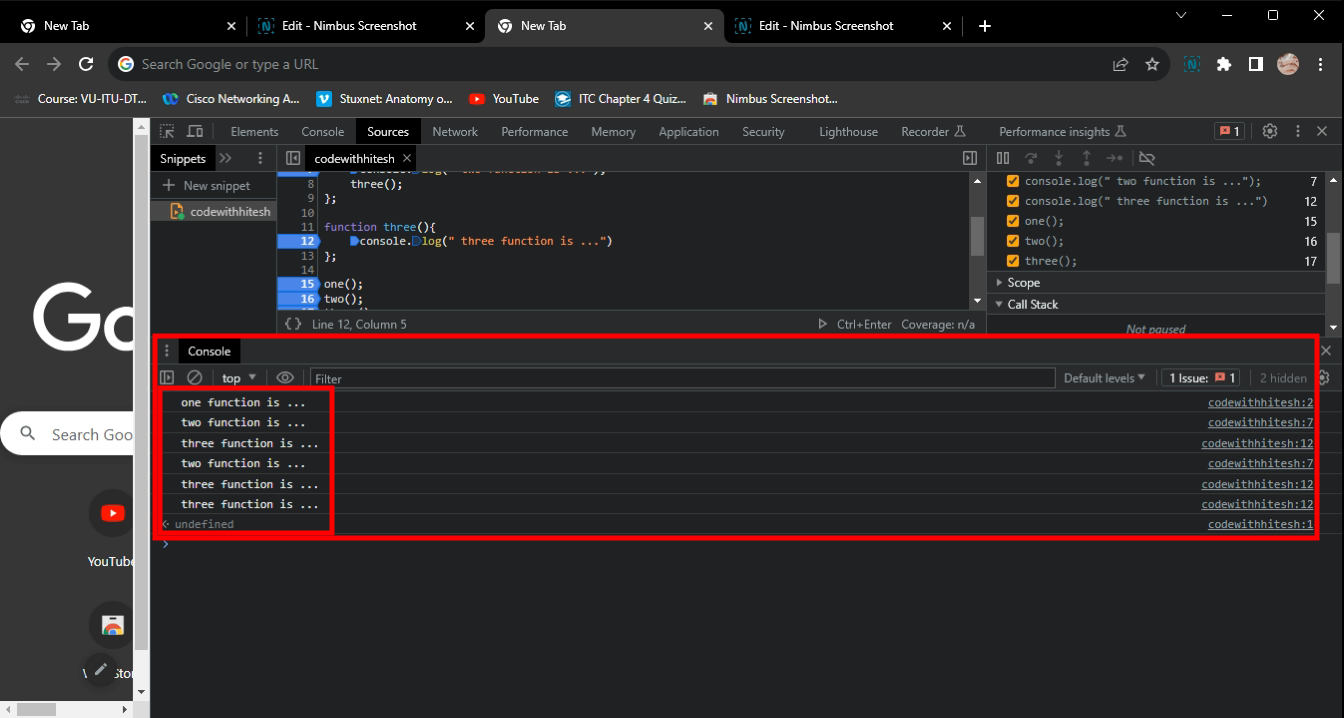 New Tab
Edit - Nimbus Screenshot
New Tab
Edit - Nimbus Screenshot
Search Google or type a URL
Course: VU-ITU-DT...
Cisco Networking A...
Stuxnet: Anatomy o...
YouTube
ITC Chapter 4 Quiz...
Nimbus Screenshot...
Elements Console Sources Network Performance Memory Application Security Lighthouse Recorder Performance insights 1
Snippets
codewithhitesh
New snippet
codewithhitesh
8 three();
9 };
10
11 function three(){
12 console.log(" three function is ...")
13 };
14
15 one();
16 two();
{} Line 12, Column 5 Ctrl+Enter Coverage: n/a
console.log(" two function is ..."); 7
console.log(" three function is ...") 12
one(); 15
two(); 16
three(); 17
Scope
Call Stack
Not paused
Go
Search Goo
YouTube
Console
top Filter Default levels 1 Issue: 1 2 hidden
one function is ... codewithhitesh:2
two function is ... codewithhitesh:7
three function is ... codewithhitesh:12
two function is ... codewithhitesh:7
three function is ... codewithhitesh:12
three function is ... codewithhitesh:12
undefined codewithhitesh:1